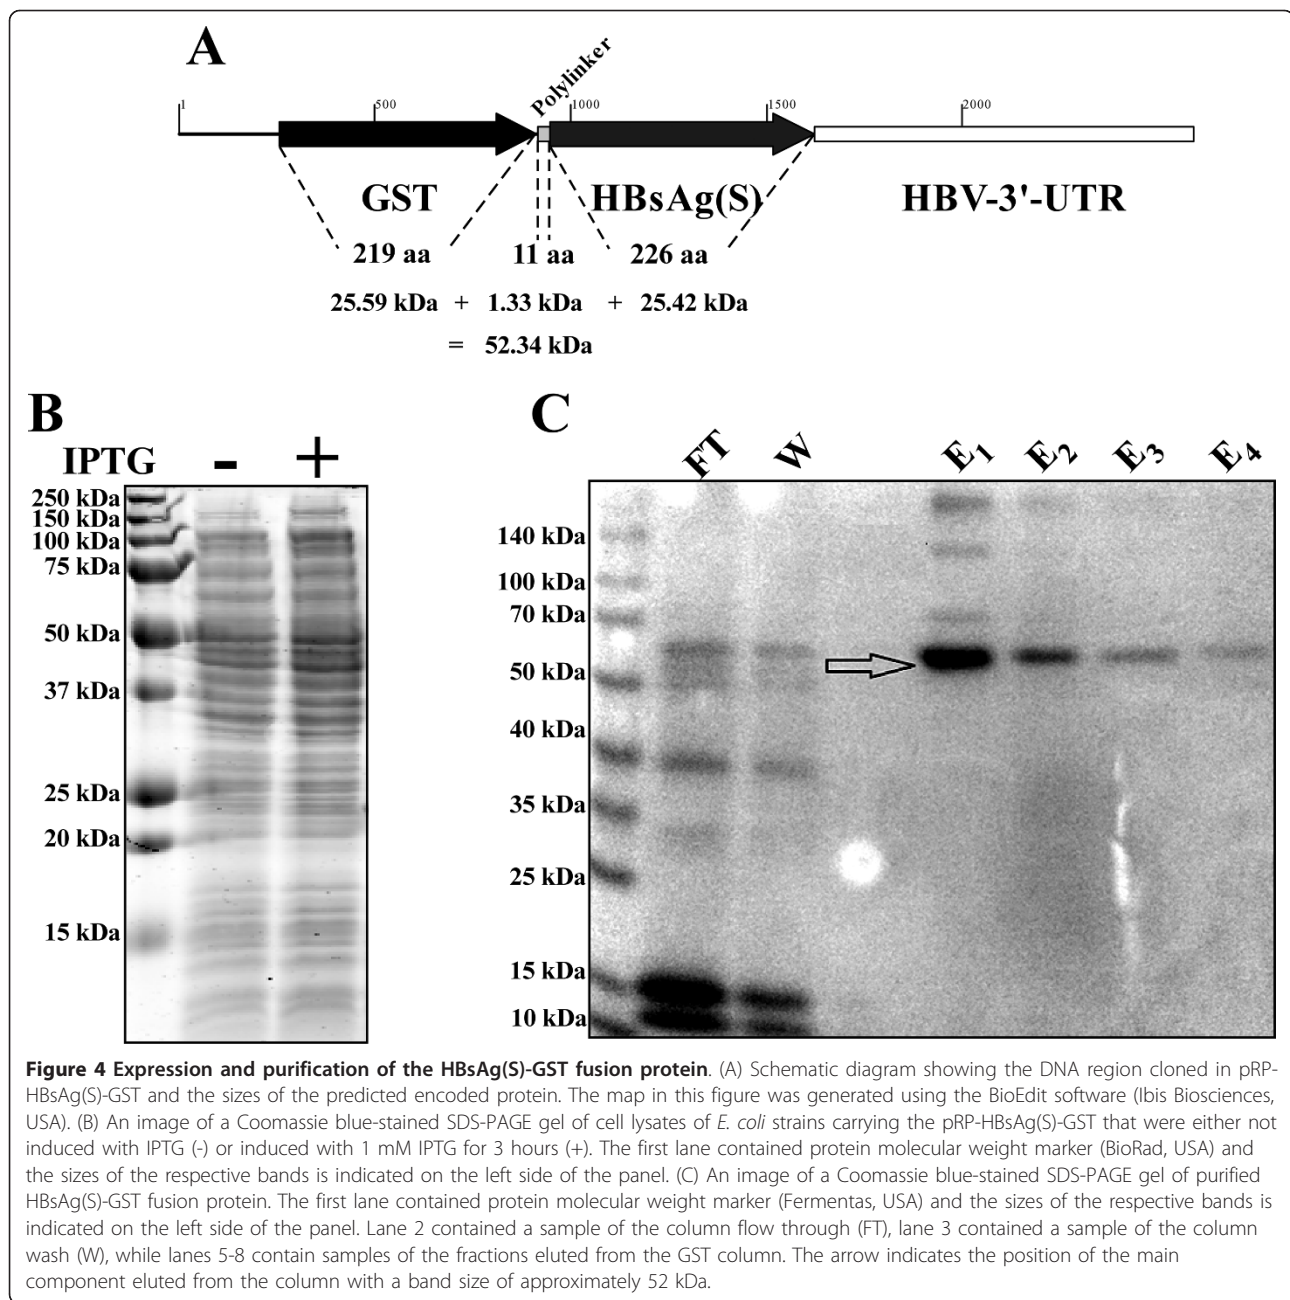 A
Polylinker
1 500 1000 1500 2000
GST HBsAg(S) HBV-3'-UTR
219 aa 11 aa 226 aa
25.59 kDa + 1.33 kDa + 25.42 kDa
= 52.34 kDa
B
IPTG - +
250 kDa
150 kDa
100 kDa
75 kDa
50 kDa
37 kDa
25 kDa
20 kDa
15 kDa
C
FT W E1 E2 E3 E4
140 kDa
100 kDa
70 kDa
50 kDa
40 kDa
35 kDa
25 kDa
15 kDa
10 kDa
Figure 4 Expression and purification of the HBsAg(S)-GST fusion protein. (A) Schematic diagram showing the DNA region cloned in pRP-
HBsAg(S)-GST and the sizes of the predicted encoded protein. The map in this figure was generated using the BioEdit software (Ibis Biosciences,
USA). (B) An image of a Coomassie blue-stained SDS-PAGE gel of cell lysates of E. coli strains carrying the pRP-HBsAg(S)-GST that were either not
induced with IPTG (-) or induced with 1 mM IPTG for 3 hours (+). The first lane contained protein molecular weight marker (BioRad, USA) and
the sizes of the respective bands is indicated on the left side of the panel. (C) An image of a Coomassie blue-stained SDS-PAGE gel of purified
HBsAg(S)-GST fusion protein. The first lane contained protein molecular weight marker (Fermentas, USA) and the sizes of the respective bands is
indicated on the left side of the panel. Lane 2 contained a sample of the column flow through (FT), lane 3 contained a sample of the column
wash (W), while lanes 5-8 contain samples of the fractions eluted from the GST column. The arrow indicates the position of the main
component eluted from the column with a band size of approximately 52 kDa.